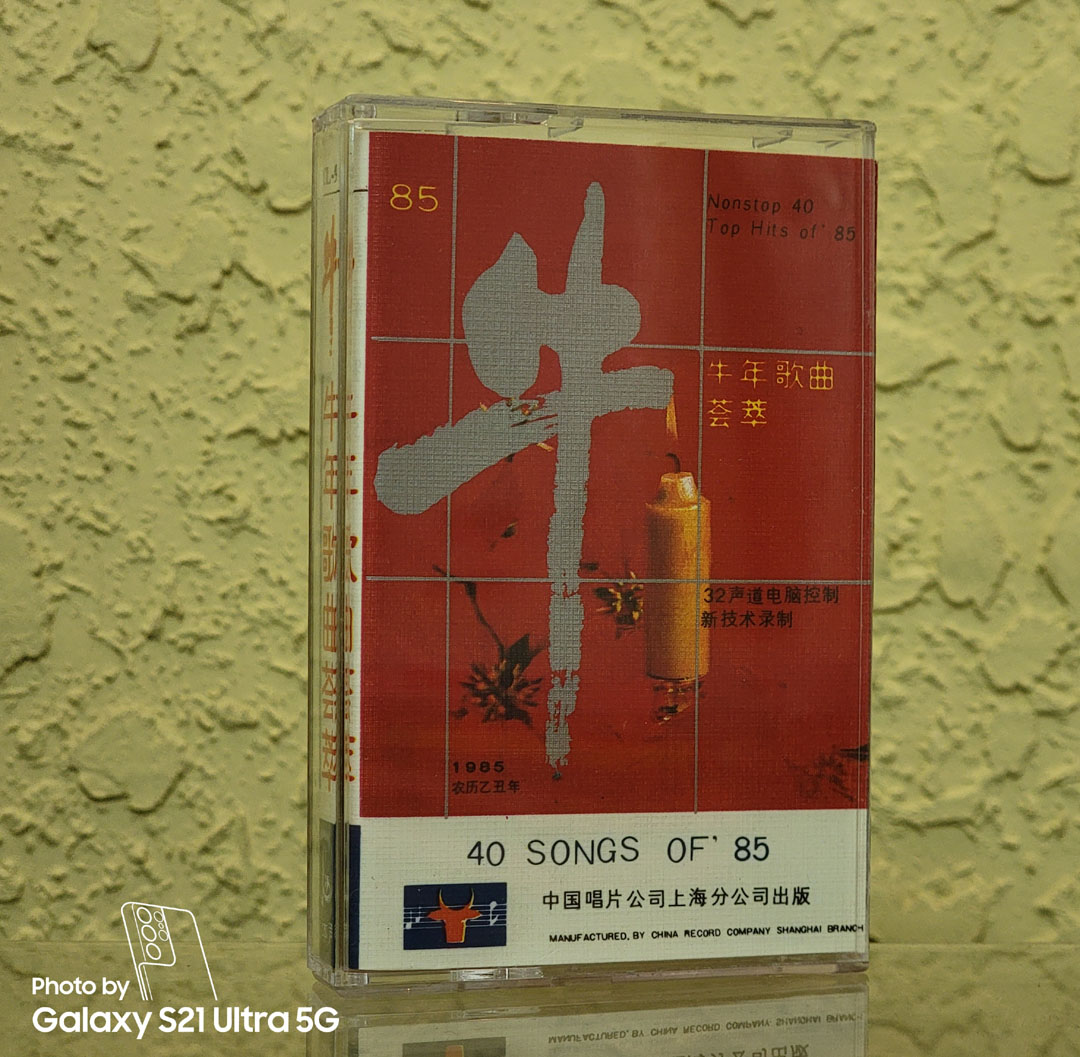 85
牛
Nonstop 40
Top Hits of' 85
牛年歌曲
荟萃
32声道电脑控制
新技术录制
1985
农历乙丑年
40 SONGS OF' 85
中国唱片公司上海分公司出版
MANUFACTURED. BY CHINA RECORD COMPANY SHANGHAI BRANCH
牛年歌曲荟萃
Photo by
Galaxy S21 Ultra 5G